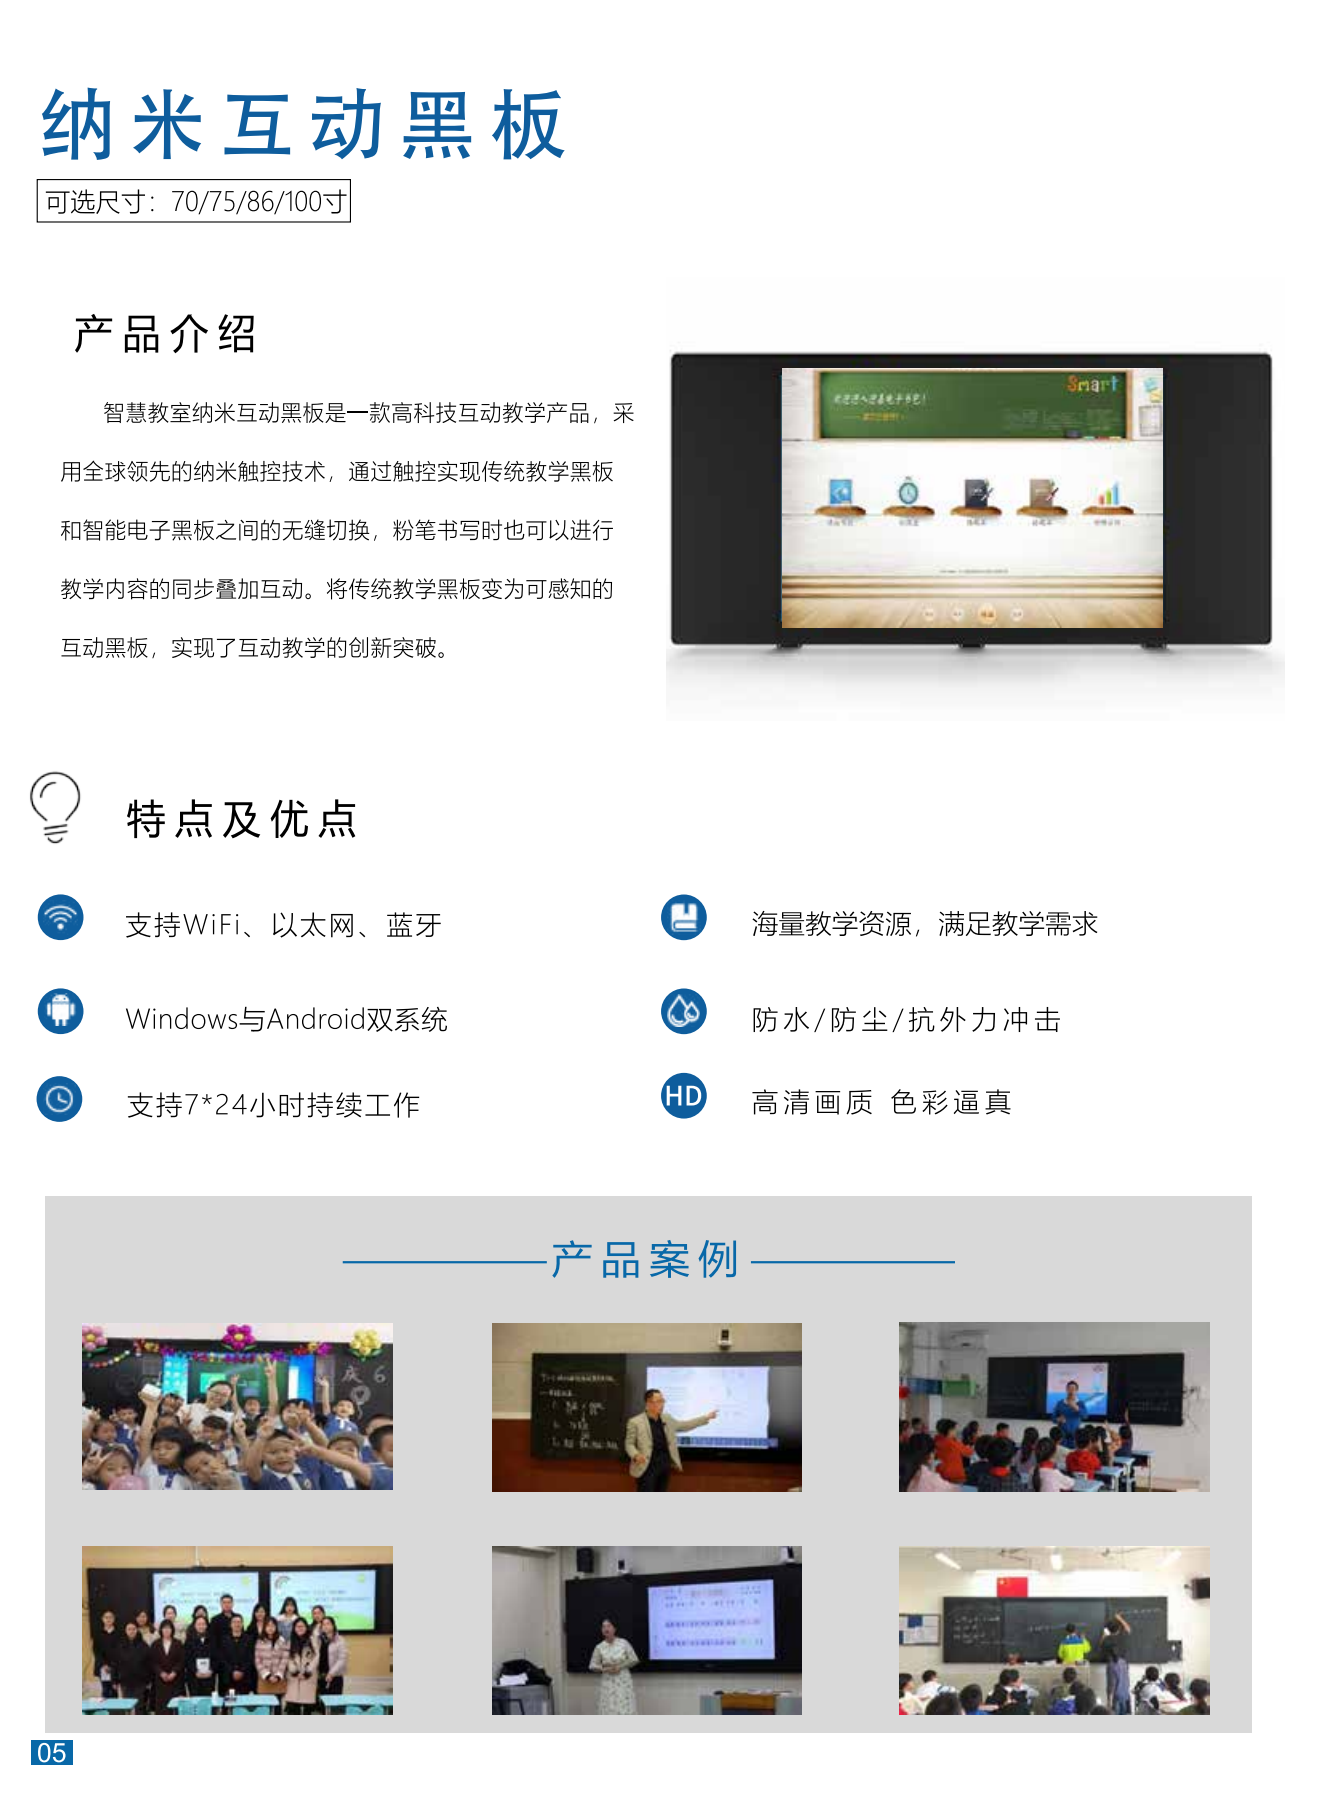 纳米互动黑板
可选尺寸：70/75/86/100寸
产品介绍
智慧教室纳米互动黑板是一款高科技互动教学产品，采
用全球领先的纳米触控技术，通过触控实现传统教学黑板
和智能电子黑板之间的无缝切换，粉笔书写时也可以进行
教学内容的同步叠加互动。将传统教学黑板变为可感知的
互动黑板，实现了互动教学的创新突破。
Smart
特点及优点
支持WiFi、以太网、蓝牙
海量教学资源，满足教学需求
Windows与Android双系统
防水/防尘/抗外力冲击
支持7*24小时持续工作
HD
高清画质 色彩逼真
产品案例
庆 6
05